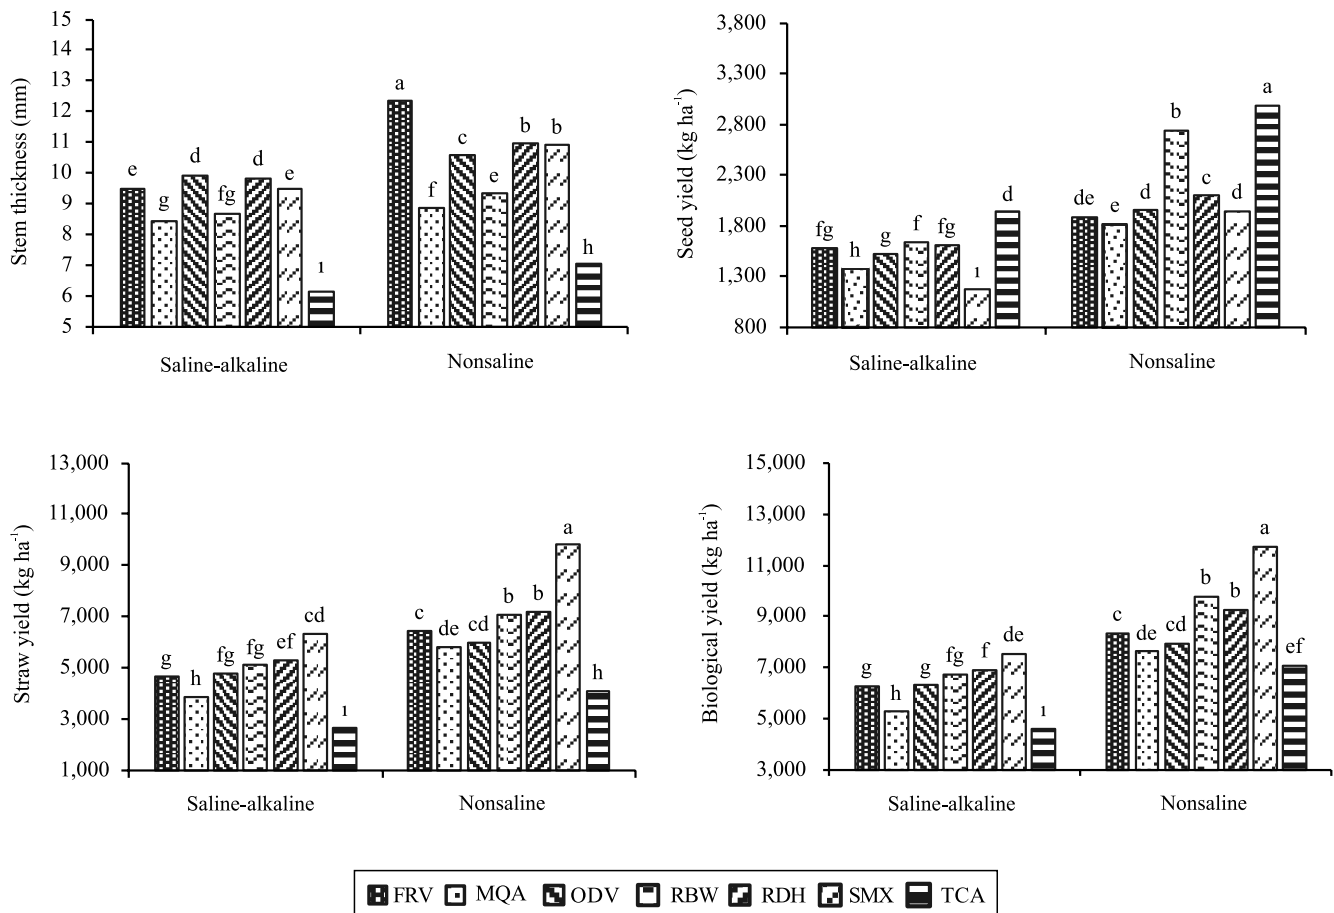 Stem thickness (mm)
15
14
13
12
11
10
9
8
7
6
5
e
g
d
fg
d
e
ı
a
f
c
e
b
b
h
Saline-alkaline
Nonsaline
Seed yield (kg ha⁻¹)
3,800
3,300
2,800
2,300
1,800
1,300
800
fg
h
g
f
fg
ı
d
de
e
d
b
c
d
a
Saline-alkaline
Nonsaline
Straw yield (kg ha⁻¹)
13,000
11,000
9,000
7,000
5,000
3,000
1,000
g
h
fg
fg
ef
cd
ı
c
de
cd
b
b
a
h
Saline-alkaline
Nonsaline
Biological yield (kg ha⁻¹)
15,000
13,000
11,000
9,000
7,000
5,000
3,000
g
h
g
fg
f
de
ı
c
de
cd
b
b
a
ef
Saline-alkaline
Nonsaline
FRV MQA ODV RBW RDH SMX TCA